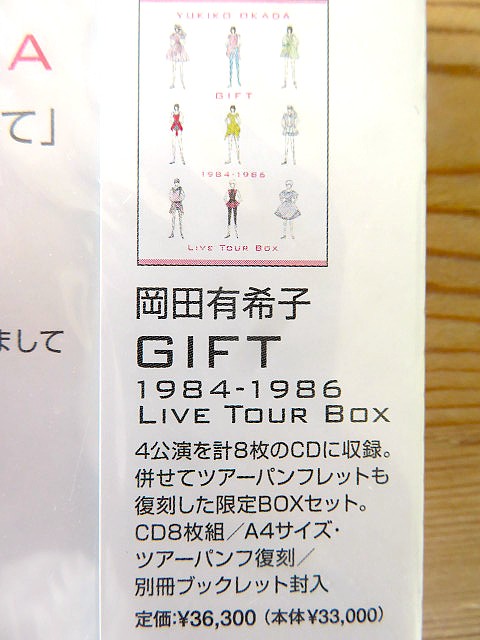 YUKIKO OKADA
GIFT
1984-1986
LIVE TOUR BOX
A
て」
まして
岡田有希子
GIFT
1984-1986
LIVE TOUR BOX
4公演を計8枚のCDに収録。
併せてツアーパンフレットも
復刻した限定BOXセット。
CD8枚組／A4サイズ・
ツアーパンフ復刻／
別冊ブックレット封入
定価:¥36,300（本体¥33,000）